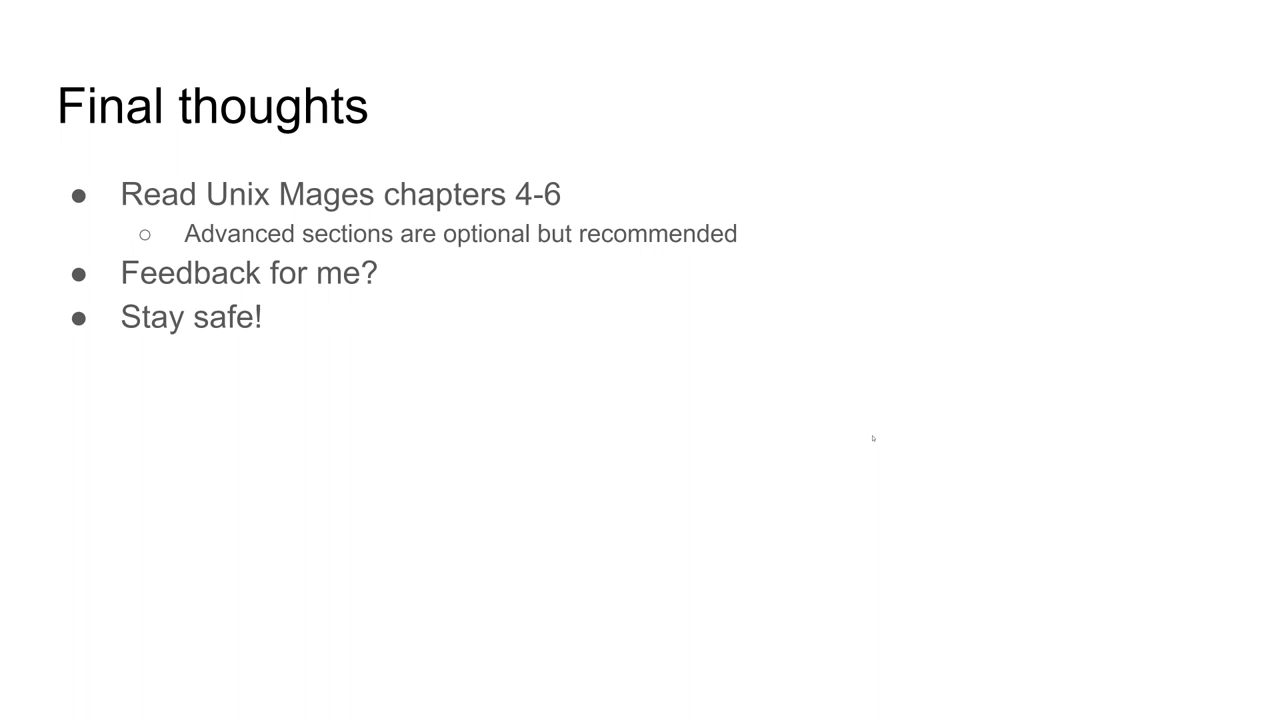 Final thoughts
● Read Unix Mages chapters 4-6
○ Advanced sections are optional but recommended
● Feedback for me?
● Stay safe!